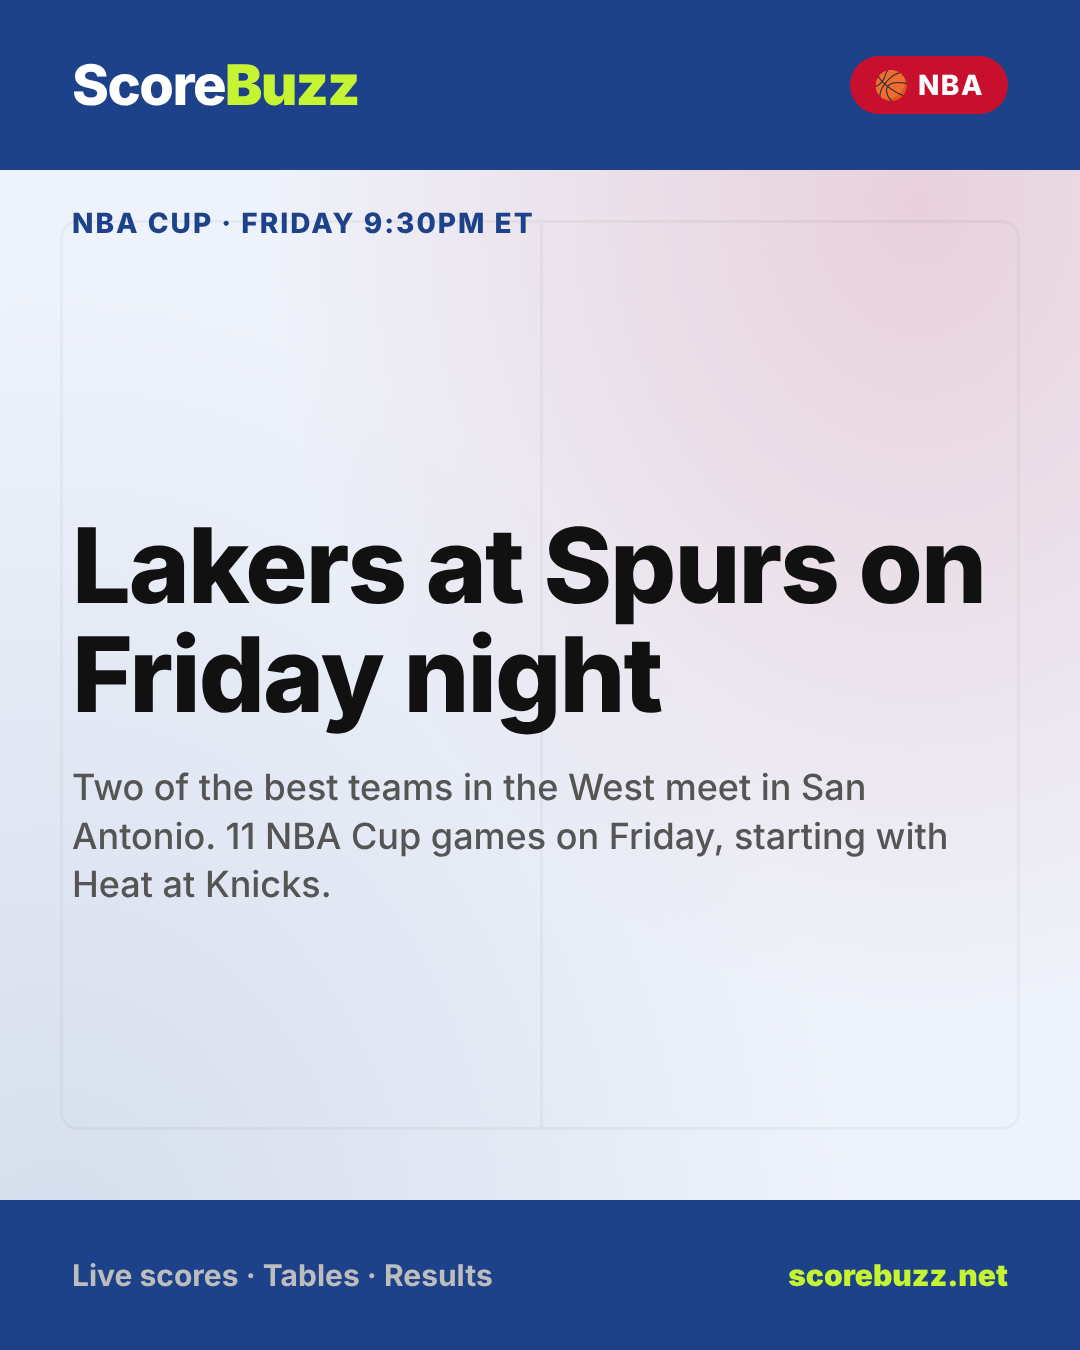 ScoreBuzz
🏀 NBA
NBA CUP · FRIDAY 9:30PM ET
Lakers at Spurs on
Friday night
Two of the best teams in the West meet in San
Antonio. 11 NBA Cup games on Friday, starting with
Heat at Knicks.
Live scores · Tables · Results
scorebuzz.net